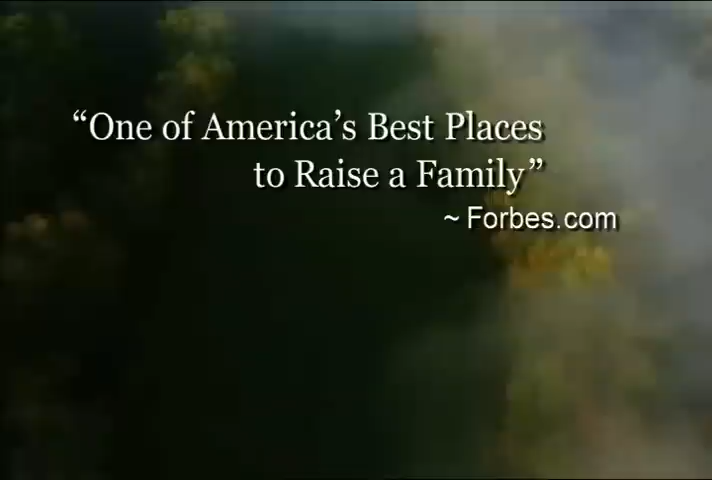 “One of America’s Best Places
to Raise a Family”
~ Forbes.com